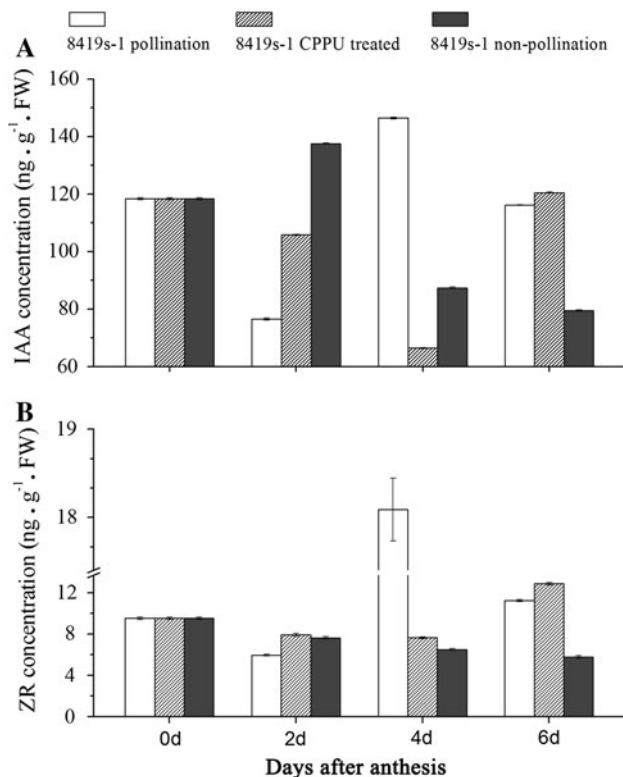 8419s-1 pollination 8419s-1 CPPU treated 8419s-1 non-pollination
A
IAA concentration (ng · g⁻¹ · FW)
160
140
120
100
80
60
B
ZR concentration (ng · g⁻¹ · FW)
19
18
12
8
4
0
0d 2d 4d 6d
Days after anthesis